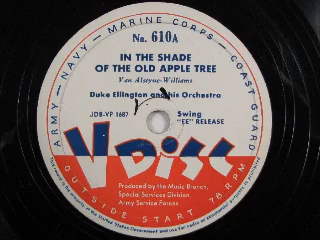 ARMY — NAVY — MARINE CORPS — COAST GUARD
No. 610A
IN THE SHADE
OF THE OLD APPLE TREE
Van Alstyne-Williams
Duke Ellington and his Orchestra
JDB-VP 1687
Swing
"EE" RELEASE
V DISC
OUTSIDE START 78 RPM
Produced by the Music Branch,
Special Services Division
Army Service Forces